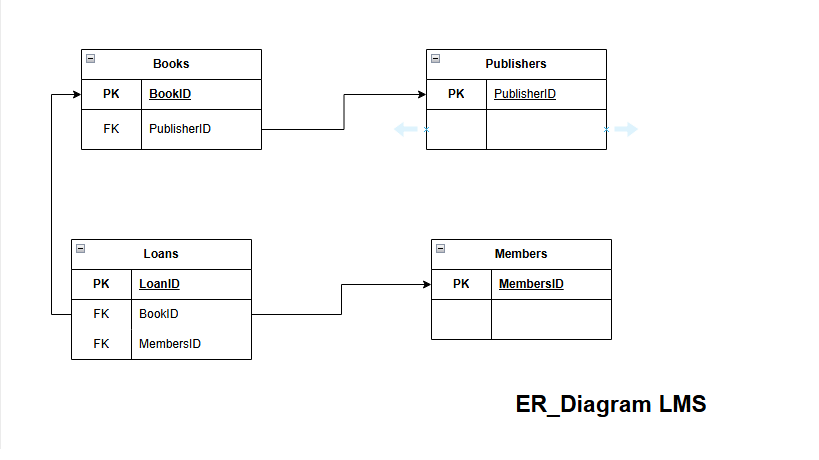 Books
PK BookID
FK PublisherID
Publishers
PK PublisherID
Loans
PK LoanID
FK BookID
FK MembersID
Members
PK MembersID
ER_Diagram LMS